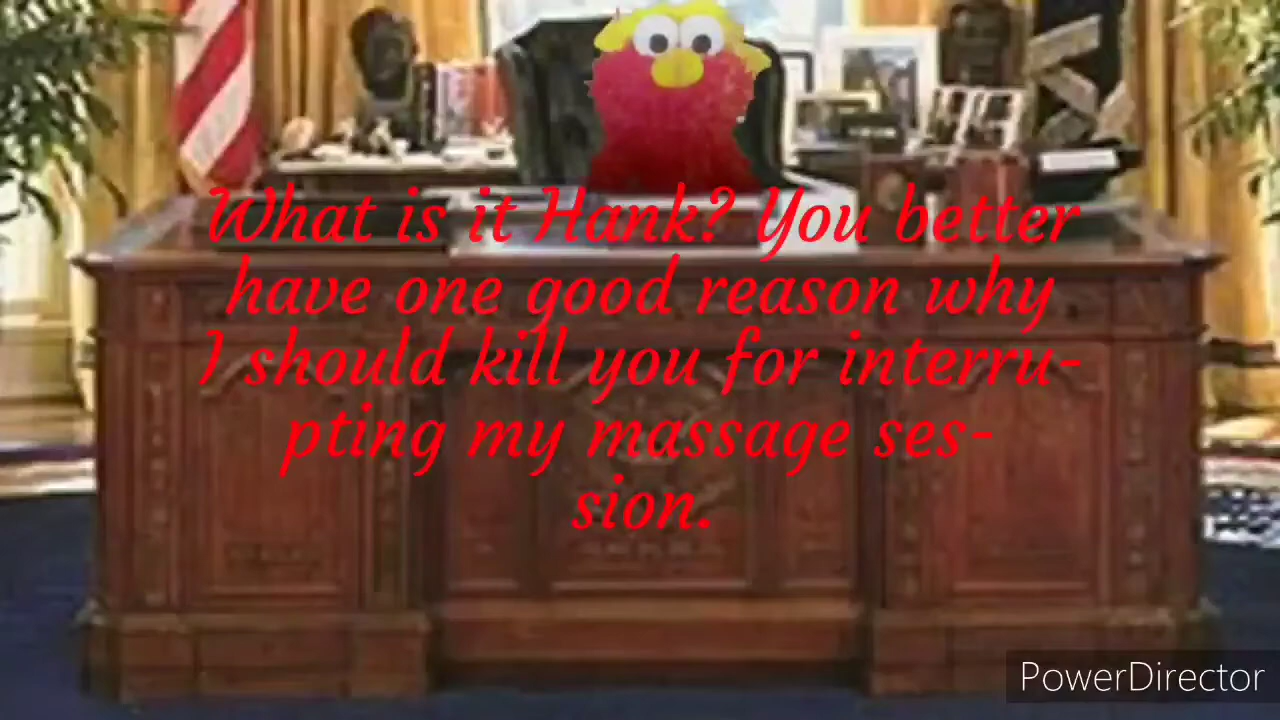 What is it Hank? You better
have one good reason why
I should kill you for interru-
pting my massage ses-
sion.
PowerDirector